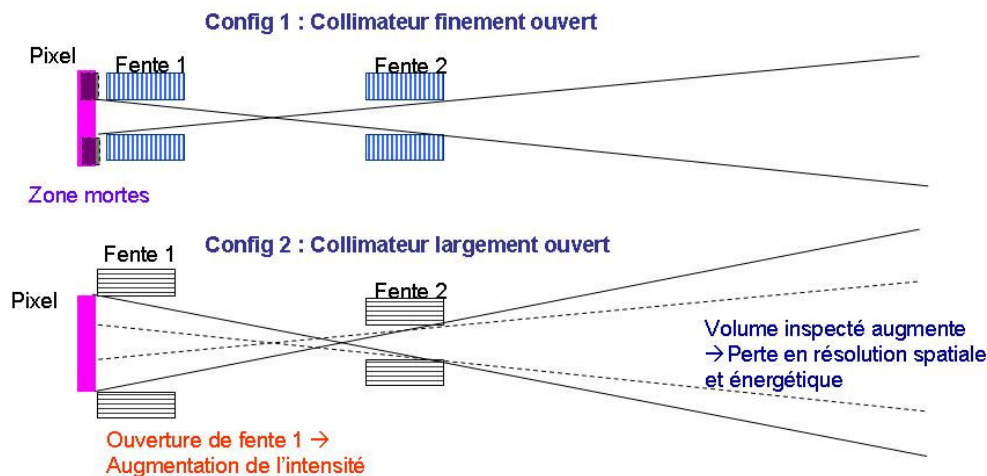 Config 1 : Collimateur finement ouvert
Pixel
Fente 1
Fente 2
Zone mortes
Config 2 : Collimateur largement ouvert
Fente 1
Pixel
Fente 2
Volume inspecté augmente
→ Perte en résolution spatiale
et énergétique
Ouverture de fente 1 →
Augmentation de l'intensité